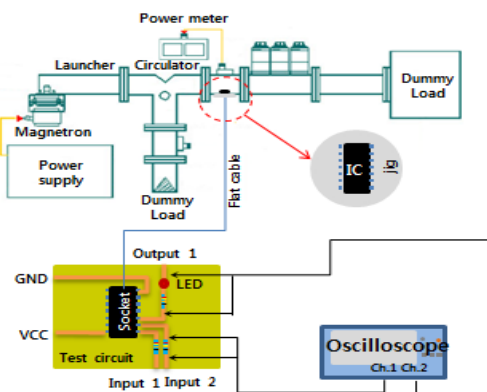 Power meter
Launcher
Circulator
Dummy
Load
Magnetron
Power
supply
Dummy
Load
Flat cable
IC
jig
Output 1
LED
GND
Socket
VCC
Test circuit
Input 1 Input 2
Oscilloscope
Ch.1 Ch.2